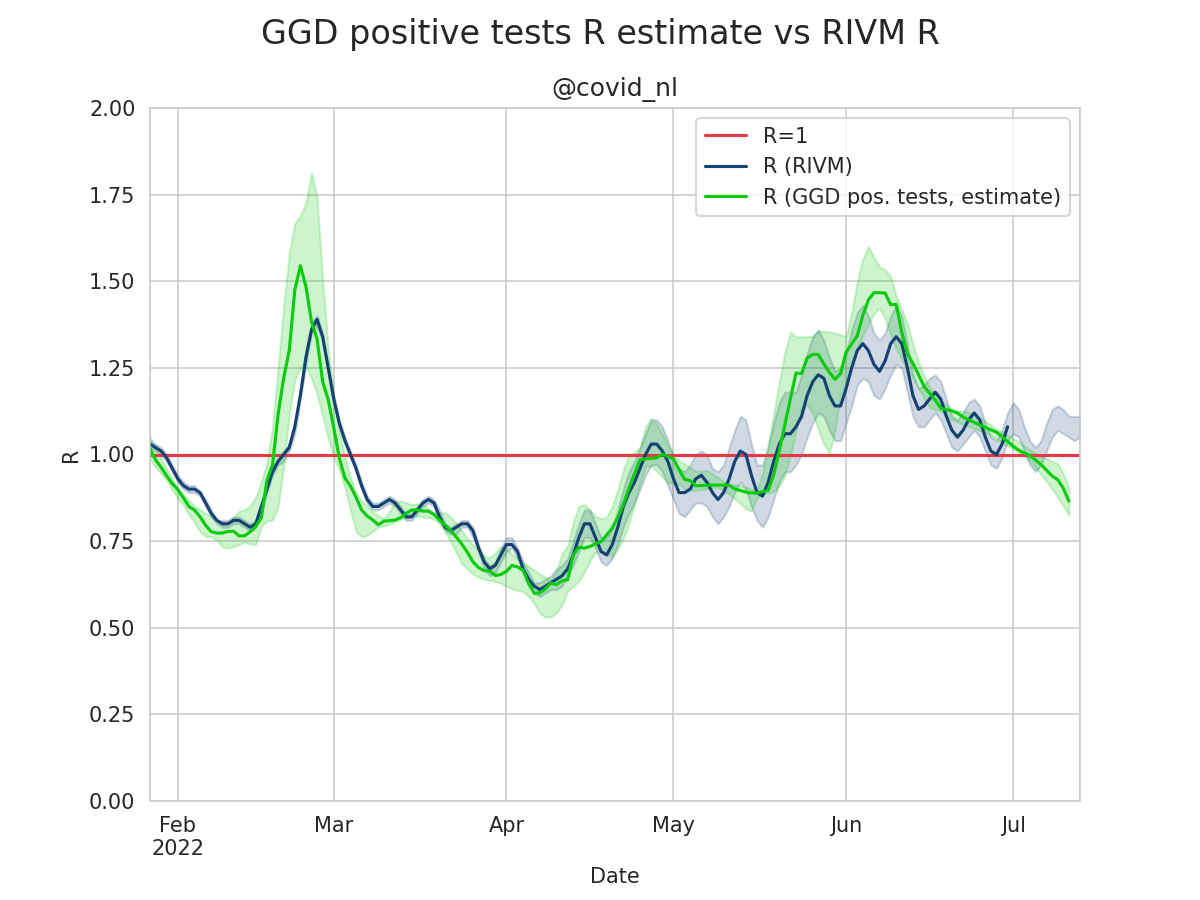 GGD positive tests R estimate vs RIVM R
@covid_nl
R=1
R (RIVM)
R (GGD pos. tests, estimate)
2.00
1.75
1.50
1.25
1.00
0.75
0.50
0.25
0.00
R
Feb Mar Apr May Jun Jul
2022
Date